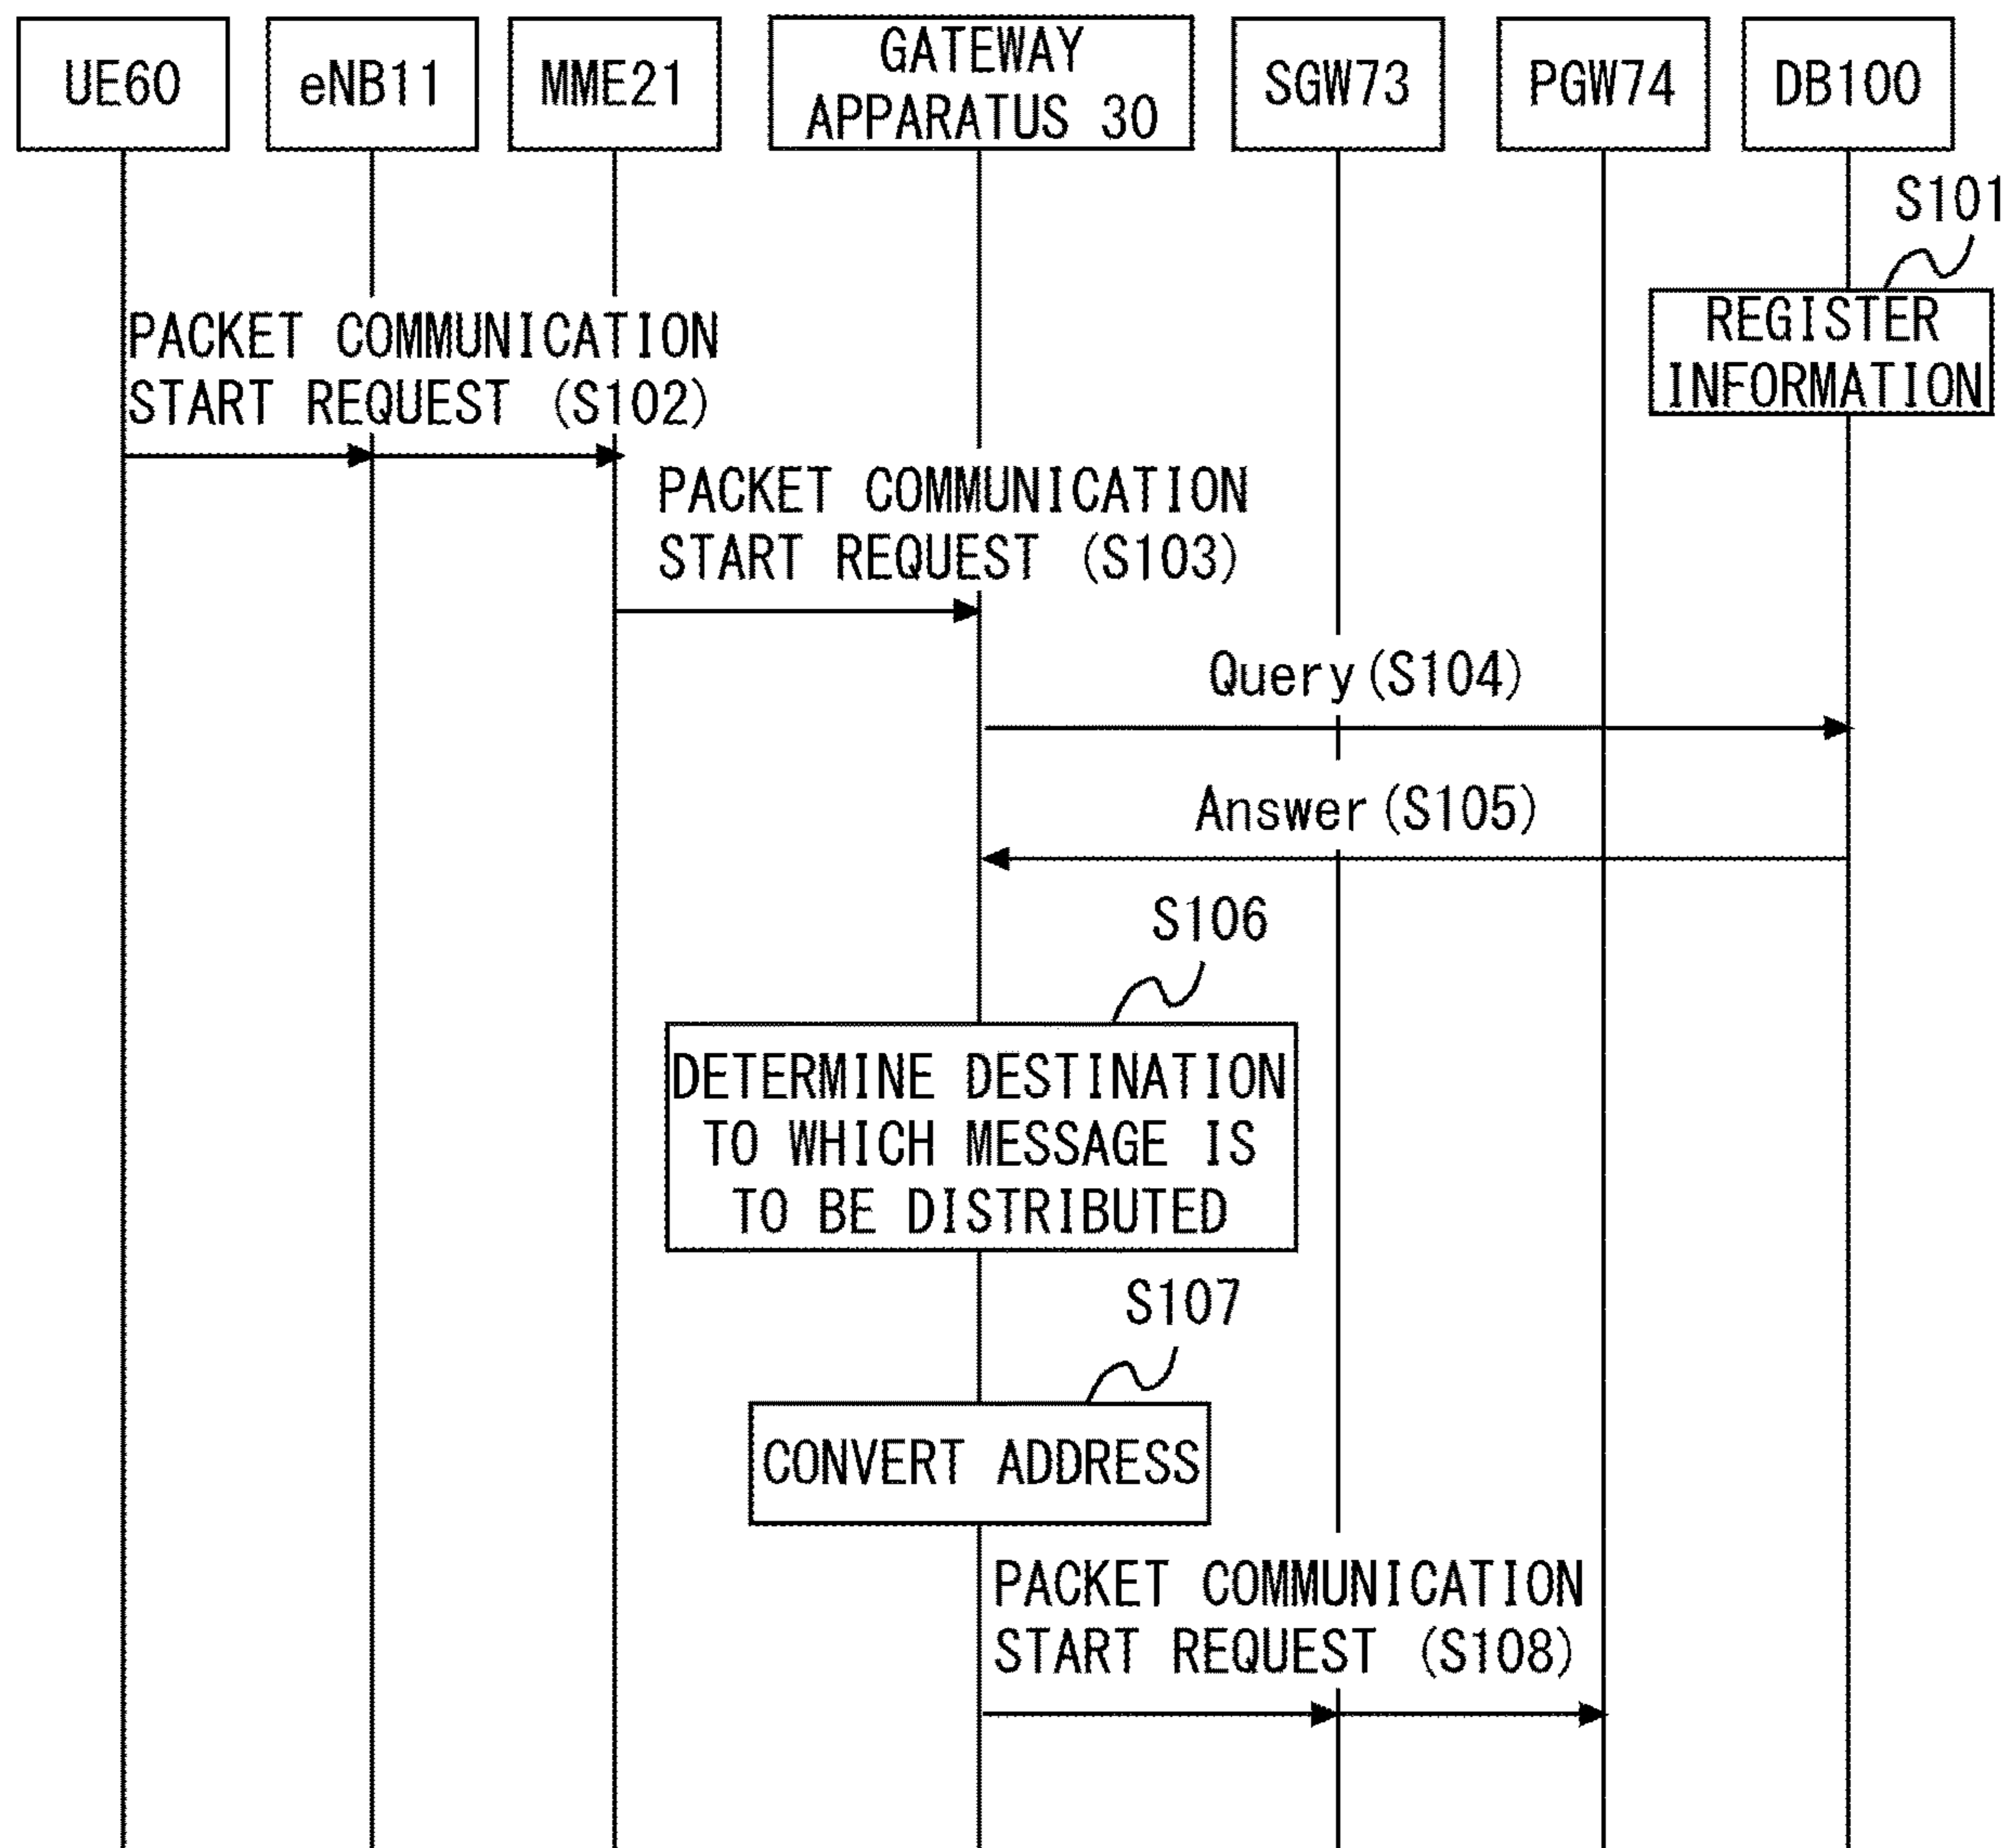 UE60
eNB11
MME21
GATEWAY
APPARATUS 30
SGW73
PGW74
DB100
S101
REGISTER
INFORMATION
PACKET COMMUNICATION
START REQUEST (S102)
PACKET COMMUNICATION
START REQUEST (S103)
Query(S104)
Answer(S105)
S106
DETERMINE DESTINATION
TO WHICH MESSAGE IS
TO BE DISTRIBUTED
S107
CONVERT ADDRESS
PACKET COMMUNICATION
START REQUEST (S108)